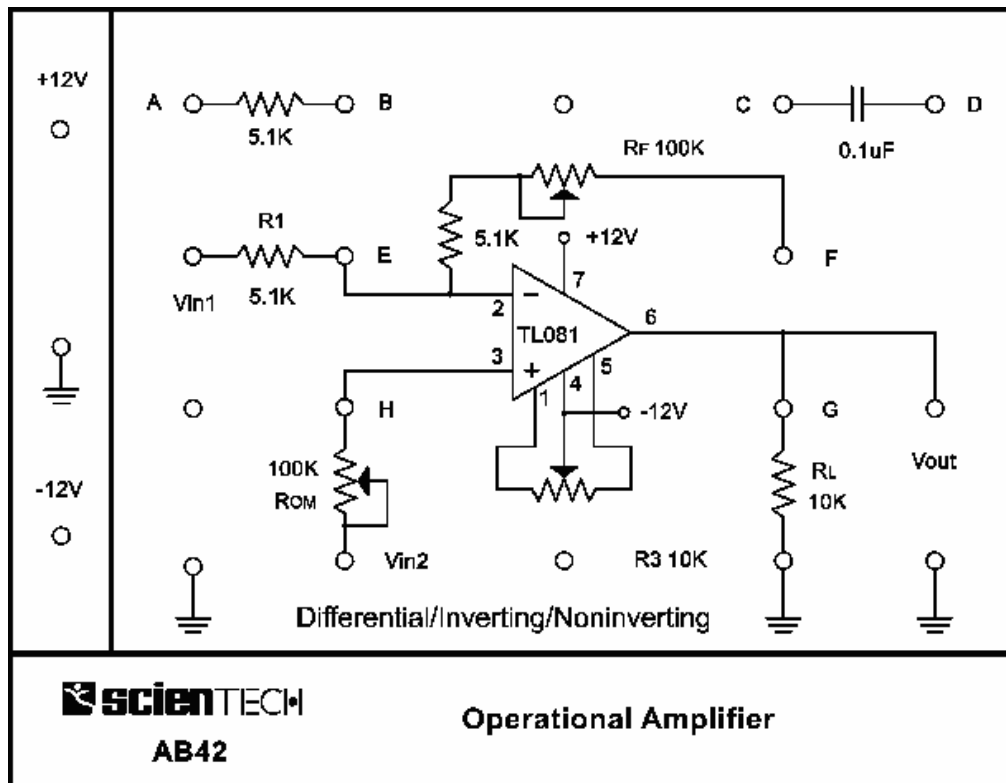 +12V
-12V
A
B
5.1K
C
D
0.1uF
RF 100K
5.1K
R1
E
5.1K
Vin1
+12V
F
7
2
−
TL081
6
3
+
1
4
5
-12V
H
100K
ROM
Vin2
R3 10K
G
RL
10K
Vout
Differential/Inverting/Noninverting
scienTECH
AB42
Operational Amplifier